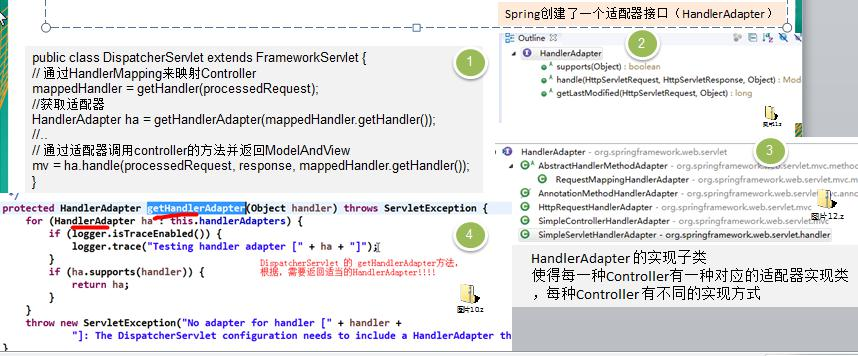 Spring创建了一个适配器接口（HandlerAdapter）
public class DispatcherServlet extends FrameworkServlet {
// 通过HandlerMapping来映射Controller
mappedHandler = getHandler(processedRequest);
//获取适配器
HandlerAdapter ha = getHandlerAdapter(mappedHandler.getHandler());
//..
// 通过适配器调用controller的方法并返回ModelAndView
mv = ha.handle(processedRequest, response, mappedHandler.getHandler());
}
1
Outline
2
HandlerAdapter
supports(Object) : boolean
handle(HttpServletRequest, HttpServletResponse, Object) : Mod
getLastModified(HttpServletRequest, Object) : long
图片11.z
3
HandlerAdapter - org.springframework.web.servlet
AbstractHandlerMethodAdapter - org.springframework.web.servlet.mvc.method
RequestMappingHandlerAdapter - org.springframework.web.servlet.mvc
AnnotationMethodHandlerAdapter - org.springframework.web.servlet.mvc.annot
HttpRequestHandlerAdapter - org.springframework.web.servlet.mvc
SimpleControllerHandlerAdapter - org.springframework.web.servlet.mvc
SimpleServletHandlerAdapter - org.springframework.web.servlet.handler
图片12.z
HandlerAdapter 的实现子类
使得每一种Controller有一种对应的适配器实现类
，每种Controller 有不同的实现方式
*/
protected HandlerAdapter getHandlerAdapter(Object handler) throws ServletException {
for (HandlerAdapter ha : this.handlerAdapters) {
if (logger.isTraceEnabled()) {
logger.trace("Testing handler adapter [" + ha + "]");
}
if (ha.supports(handler)) {
return ha;
}
}
throw new ServletException("No adapter for handler [" + handler +
"]: The DispatcherServlet configuration needs to include a HandlerAdapter th
}
4
DispatcherServlet 的 getHandlerAdapter方法,
根据, 需要返回适当的HandlerAdapter!!!!
图片10.z